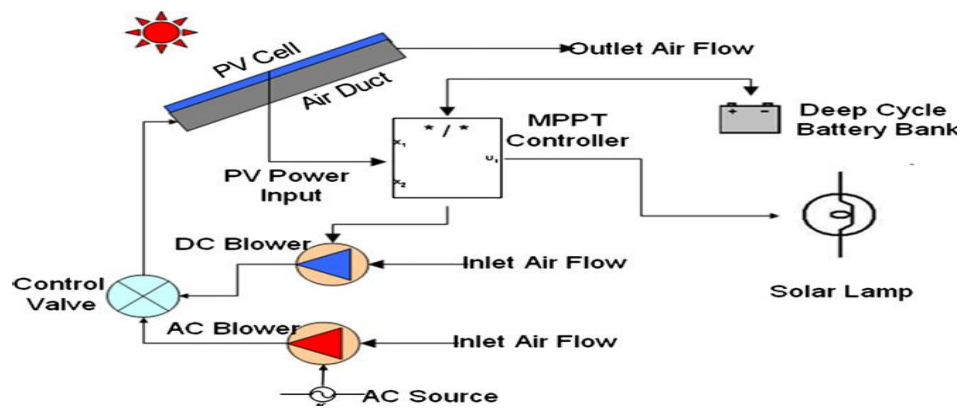 PV Cell
Air Duct
Outlet Air Flow
* / *
x1
x2
U1
MPPT
Controller
+ -
Deep Cycle
Battery Bank
PV Power
Input
DC Blower
Inlet Air Flow
Control
Valve
Solar Lamp
AC Blower
Inlet Air Flow
AC Source